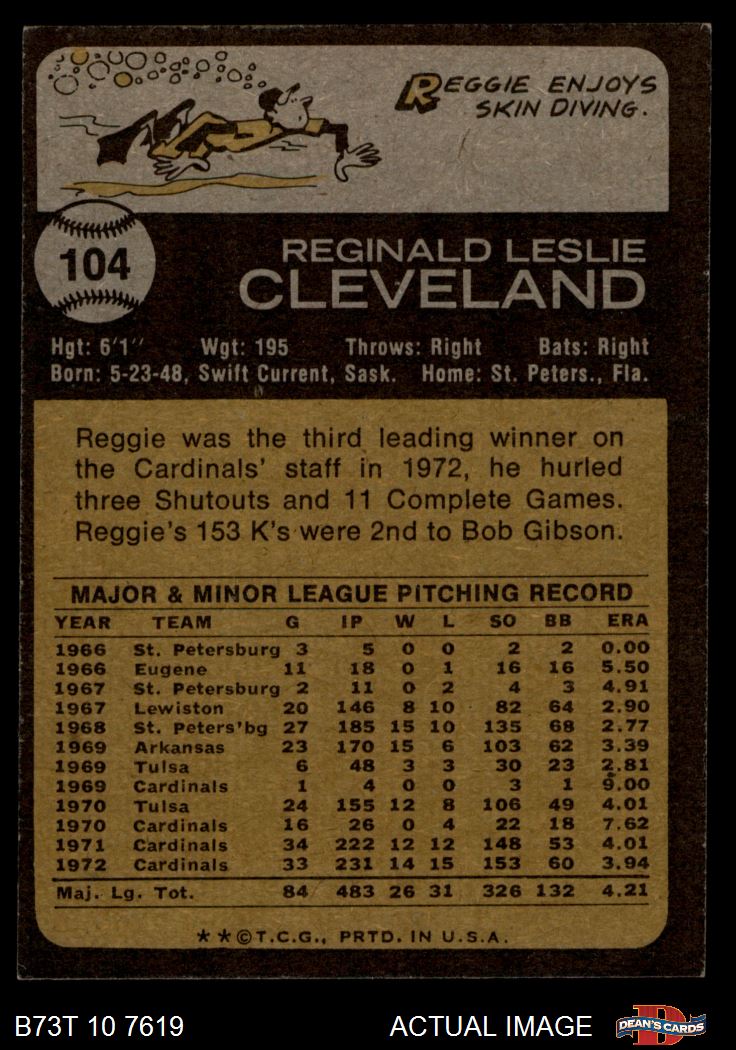 REGGIE ENJOYS
SKIN DIVING.
104
REGINALD LESLIE
CLEVELAND
Hgt: 6'1" Wgt: 195 Throws: Right Bats: Right
Born: 5-23-48, Swift Current, Sask. Home: St. Peters., Fla.
Reggie was the third leading winner on
the Cardinals' staff in 1972, he hurled
three Shutouts and 11 Complete Games.
Reggie's 153 K's were 2nd to Bob Gibson.
MAJOR & MINOR LEAGUE PITCHING RECORD
YEAR TEAM G IP W L SO BB ERA
1966 St. Petersburg 3 5 0 0 2 2 0.00
1966 Eugene 11 18 0 1 16 16 5.50
1967 St. Petersburg 2 11 0 2 4 3 4.91
1967 Lewiston 20 146 8 10 82 64 2.90
1968 St. Peters'bg 27 185 15 10 135 68 2.77
1969 Arkansas 23 170 15 6 103 62 3.39
1969 Tulsa 6 48 3 3 30 23 2.81
1969 Cardinals 1 4 0 0 3 1 9.00
1970 Tulsa 24 155 12 8 106 49 4.01
1970 Cardinals 16 26 0 4 22 18 7.62
1971 Cardinals 34 222 12 12 148 53 4.01
1972 Cardinals 33 231 14 15 153 60 3.94
Maj. Lg. Tot. 84 483 26 31 326 132 4.21
**©T.C.G., PRTD. IN U.S.A.
B73T 10 7619 ACTUAL IMAGE D DEAN'S CARDS